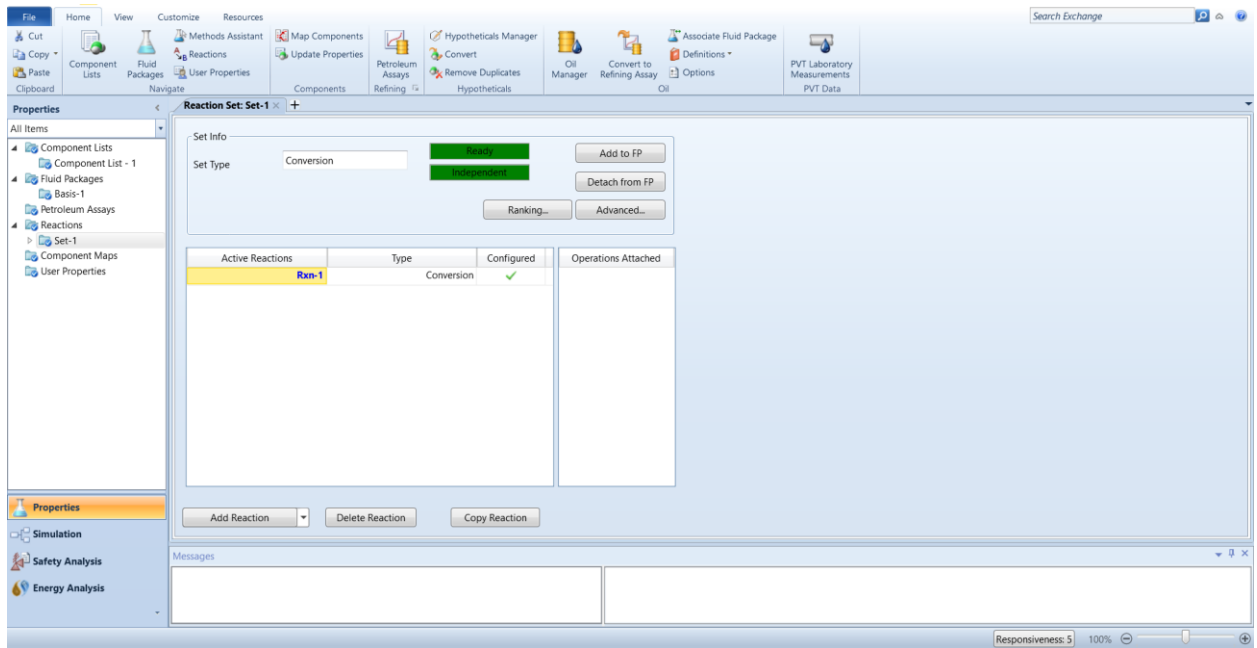 File Home View Customize Resources Search Exchange
Cut
Copy
Paste
Clipboard
Component Lists
Fluid Packages
Methods Assistant
Reactions
User Properties
Navigate
Map Components
Update Properties
Components
Petroleum Assays
Refining
Hypotheticals Manager
Convert
Remove Duplicates
Hypotheticals
Oil Manager
Convert to Refining Assay
Associate Fluid Package
Definitions
Options
Oil
PVT Laboratory Measurements
PVT Data
Properties
All Items
Component Lists
Component List - 1
Fluid Packages
Basis-1
Petroleum Assays
Reactions
Set-1
Component Maps
User Properties
Properties
Simulation
Safety Analysis
Energy Analysis
Reaction Set: Set-1
Set Info
Set Type Conversion
Ready
Independent
Add to FP
Detach from FP
Ranking...
Advanced...
Active Reactions Type Configured
Rxn-1 Conversion
Operations Attached
Add Reaction Delete Reaction Copy Reaction
Messages
Responsiveness: 5 100%